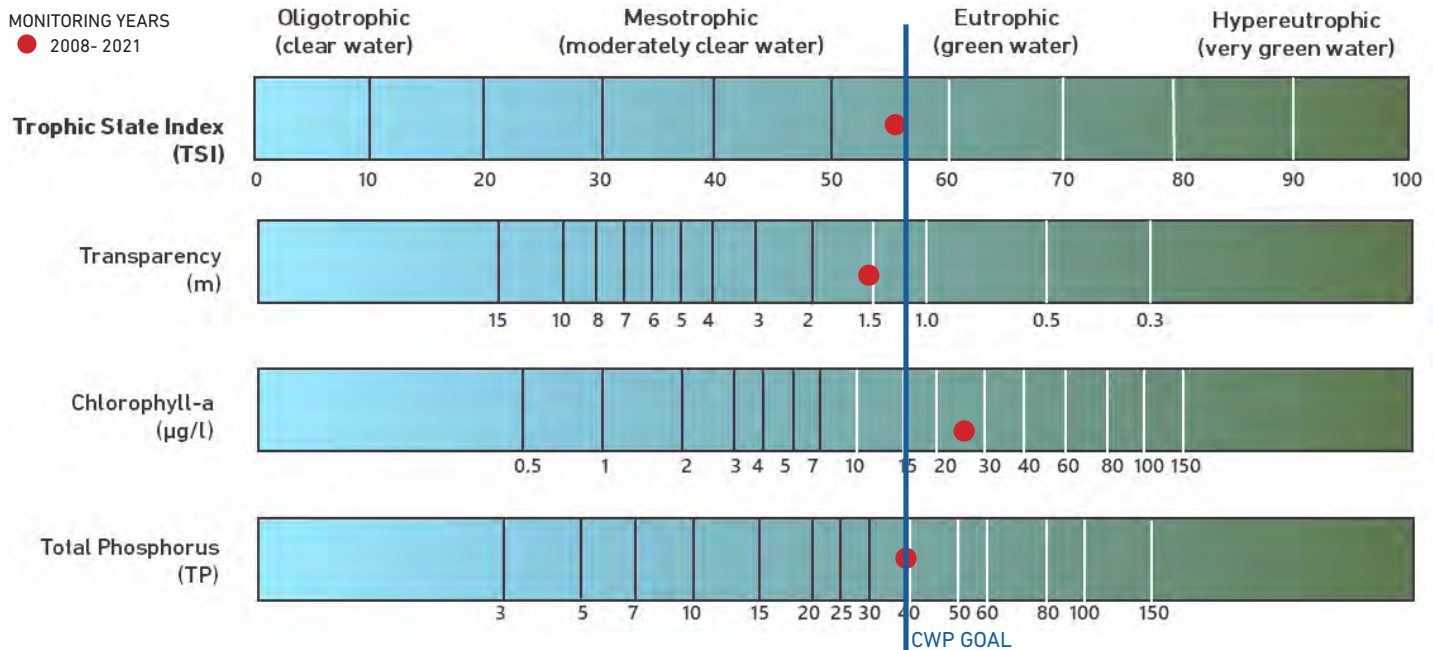 MONITORING YEARS
2008- 2021
Oligotrophic
(clear water)
Mesotrophic
(moderately clear water)
Eutrophic
(green water)
Hypereutrophic
(very green water)
Trophic State Index
(TSI)
0 10 20 30 40 50 60 70 80 90 100
Transparency
(m)
15 10 8 7 6 5 4 3 2 1.5 1.0 0.5 0.3
Chlorophyll-a
(µg/l)
0.5 1 2 3 4 5 7 10 15 20 30 40 60 80 100 150
Total Phosphorus
(TP)
3 5 7 10 15 20 25 30 40 50 60 80 100 150
CWP GOAL